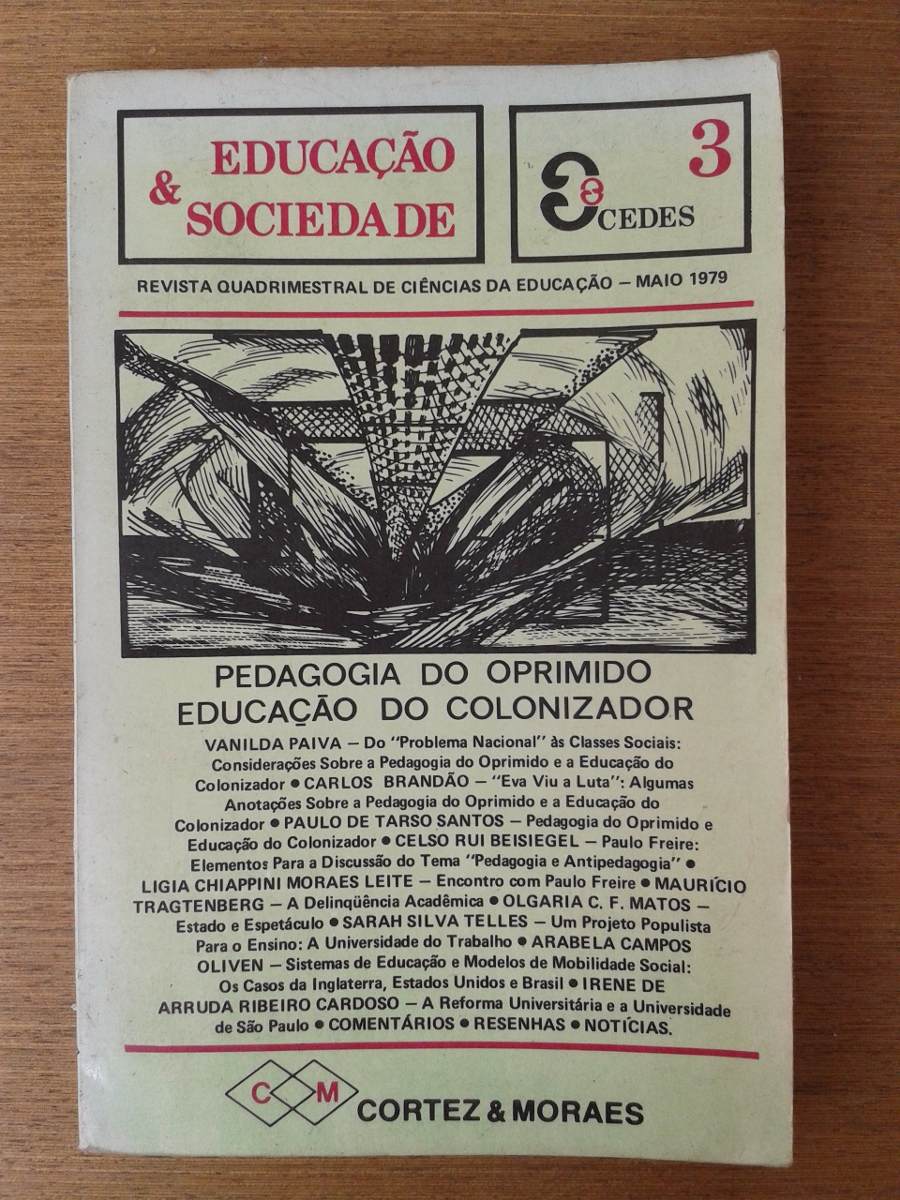 EDUCAÇÃO
& SOCIEDADE
3
CEDES
REVISTA QUADRIMESTRAL DE CIÊNCIAS DA EDUCAÇÃO – MAIO 1979
PEDAGOGIA DO OPRIMIDO
EDUCAÇÃO DO COLONIZADOR
VANILDA PAIVA – Do "Problema Nacional" às Classes Sociais:
Considerações Sobre a Pedagogia do Oprimido e a Educação do
Colonizador ● CARLOS BRANDÃO – "Eva Viu a Luta": Algumas
Anotações Sobre a Pedagogia do Oprimido e a Educação do
Colonizador ● PAULO DE TARSO SANTOS – Pedagogia do Oprimido e
Educação do Colonizador ● CELSO RUI BEISIEGEL – Paulo Freire:
Elementos Para a Discussão do Tema "Pedagogia e Antipedagogia" ●
LIGIA CHIAPPINI MORAES LEITE – Encontro com Paulo Freire ● MAURÍCIO
TRAGTENBERG – A Delinqüência Acadêmica ● OLGARIA C. F. MATOS –
Estado e Espetáculo ● SARAH SILVA TELLES – Um Projeto Populista
Para o Ensino: A Universidade do Trabalho ● ARABELA CAMPOS
OLIVEN – Sistemas de Educação e Modelos de Mobilidade Social:
Os Casos da Inglaterra, Estados Unidos e Brasil ● IRENE DE
ARRUDA RIBEIRO CARDOSO – A Reforma Universitária e a Universidade
de São Paulo ● COMENTÁRIOS ● RESENHAS ● NOTÍCIAS.
C M CORTEZ & MORAES